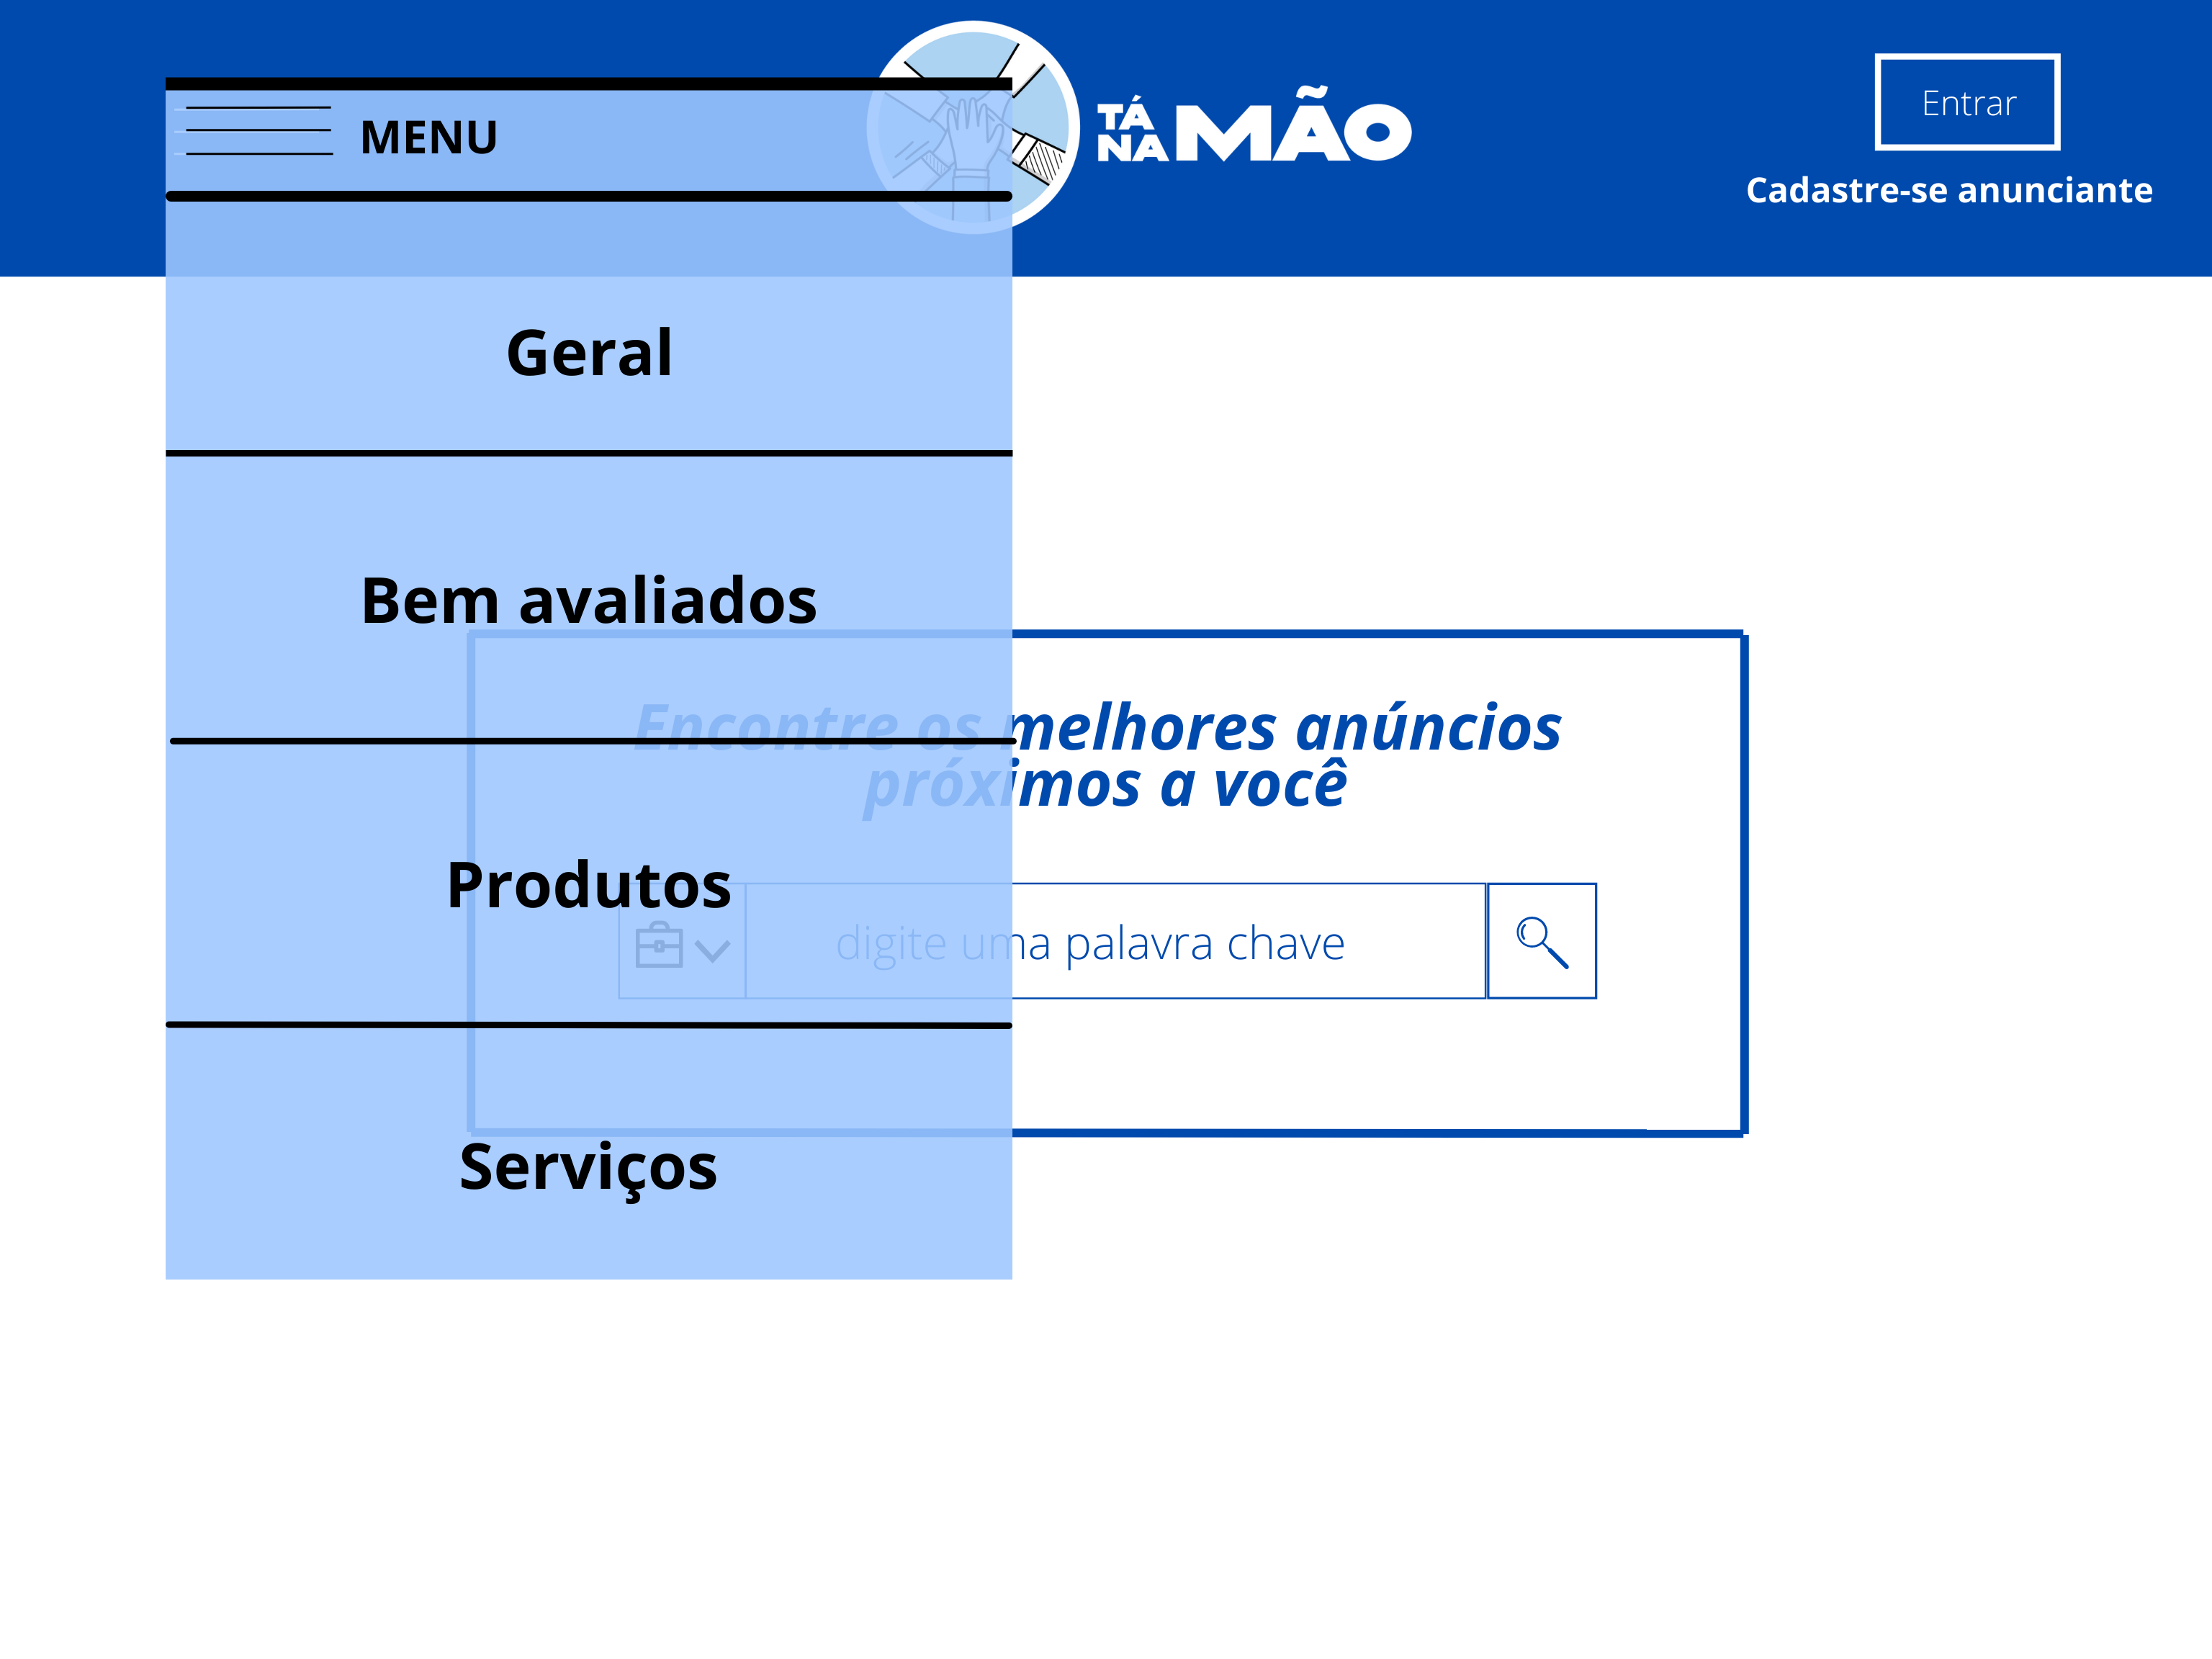 MENU
TÁ
NA MÃO
Entrar
Cadastre-se anunciante
Geral
Bem avaliados
Encontre os melhores anúncios
próximos a você
Produtos
digite uma palavra chave
Serviços